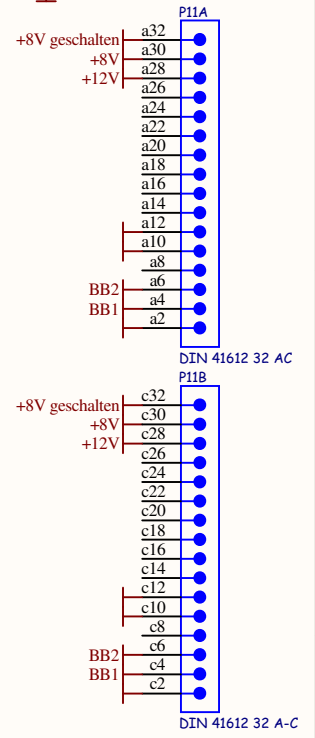 P11A
+8V geschalten a32
+8V a30
+12V a28
a26
a24
a22
a20
a18
a16
a14
a12
a10
a8
BB2 a6
BB1 a4
a2
DIN 41612 32 AC
P11B
+8V geschalten c32
+8V c30
+12V c28
c26
c24
c22
c20
c18
c16
c14
c12
c10
c8
BB2 c6
BB1 c4
c2
DIN 41612 32 A-C